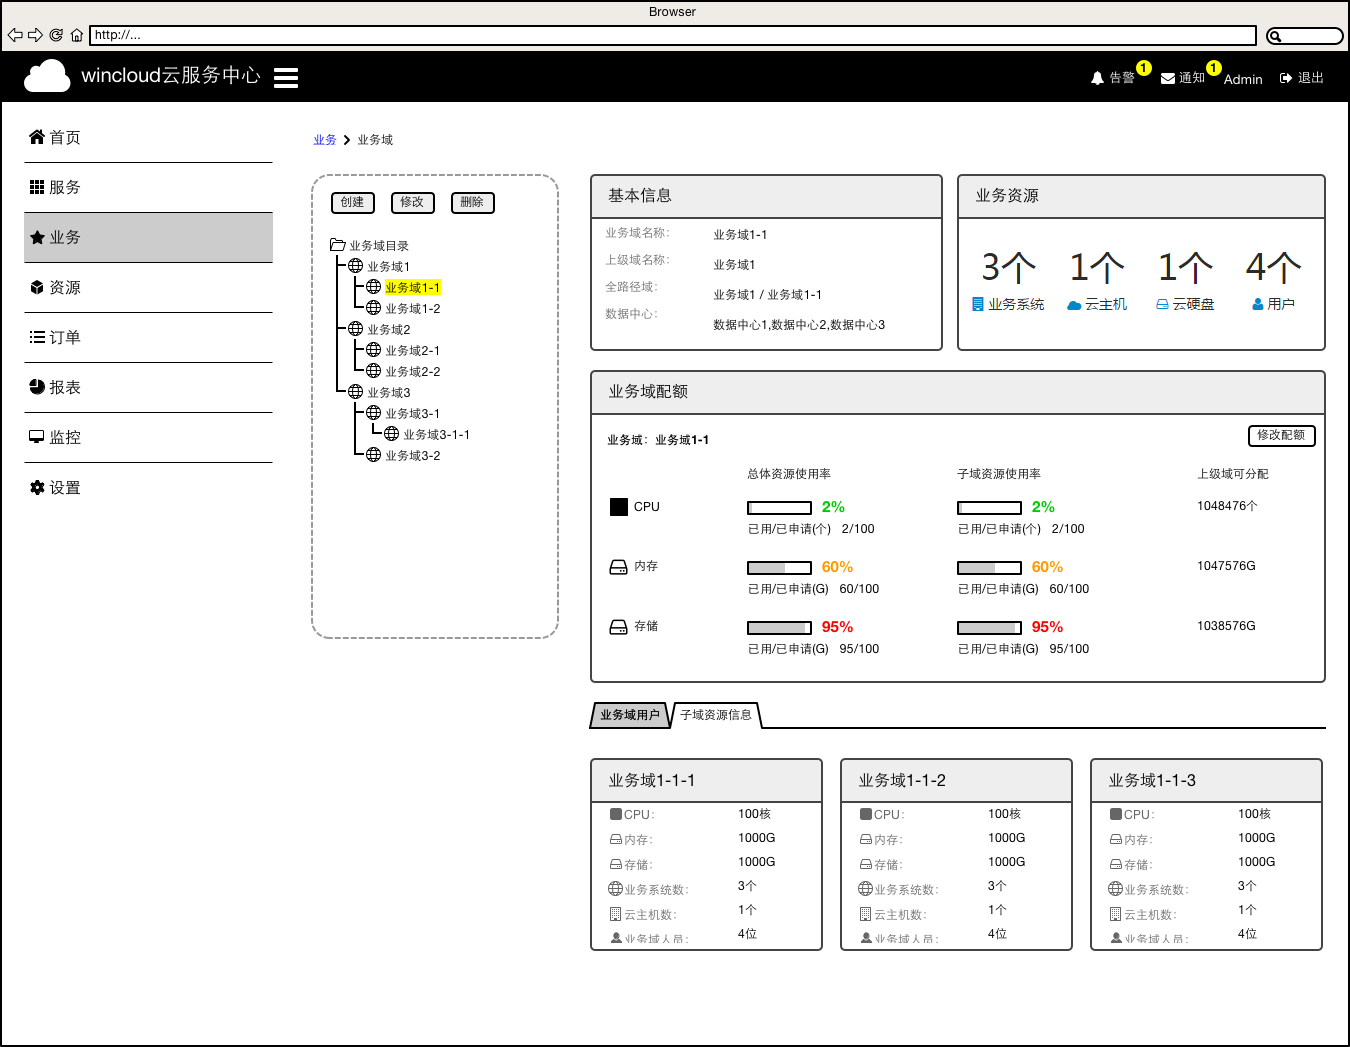 Browser
http://...
wincloud云服务中心
告警 1
通知 1
Admin
退出
首页
服务
业务
资源
订单
报表
监控
设置
业务 业务域
创建 修改 删除
业务域目录
业务域1
业务域1-1
业务域1-2
业务域2
业务域2-1
业务域2-2
业务域3
业务域3-1
业务域3-1-1
业务域3-2
基本信息
业务域名称： 业务域1-1
上级域名称： 业务域1
全路径域： 业务域1 / 业务域1-1
数据中心： 数据中心1,数据中心2,数据中心3
业务资源
3个 1个 1个 4个
业务系统 云主机 云硬盘 用户
业务域配额
业务域：业务域1-1 修改配额
总体资源使用率 子域资源使用率 上级域可分配
CPU 2% 2% 1048476个
已用/已申请(个) 2/100 已用/已申请(个) 2/100
内存 60% 60% 1047576G
已用/已申请(G) 60/100 已用/已申请(G) 60/100
存储 95% 95% 1038576G
已用/已申请(G) 95/100 已用/已申请(G) 95/100
业务域用户 子域资源信息
业务域1-1-1
CPU： 100核
内存： 1000G
存储： 1000G
业务系统数： 3个
云主机数： 1个
业务域人员： 4位
业务域1-1-2
CPU： 100核
内存： 1000G
存储： 1000G
业务系统数： 3个
云主机数： 1个
业务域人员： 4位
业务域1-1-3
CPU： 100核
内存： 1000G
存储： 1000G
业务系统数： 3个
云主机数： 1个
业务域人员： 4位